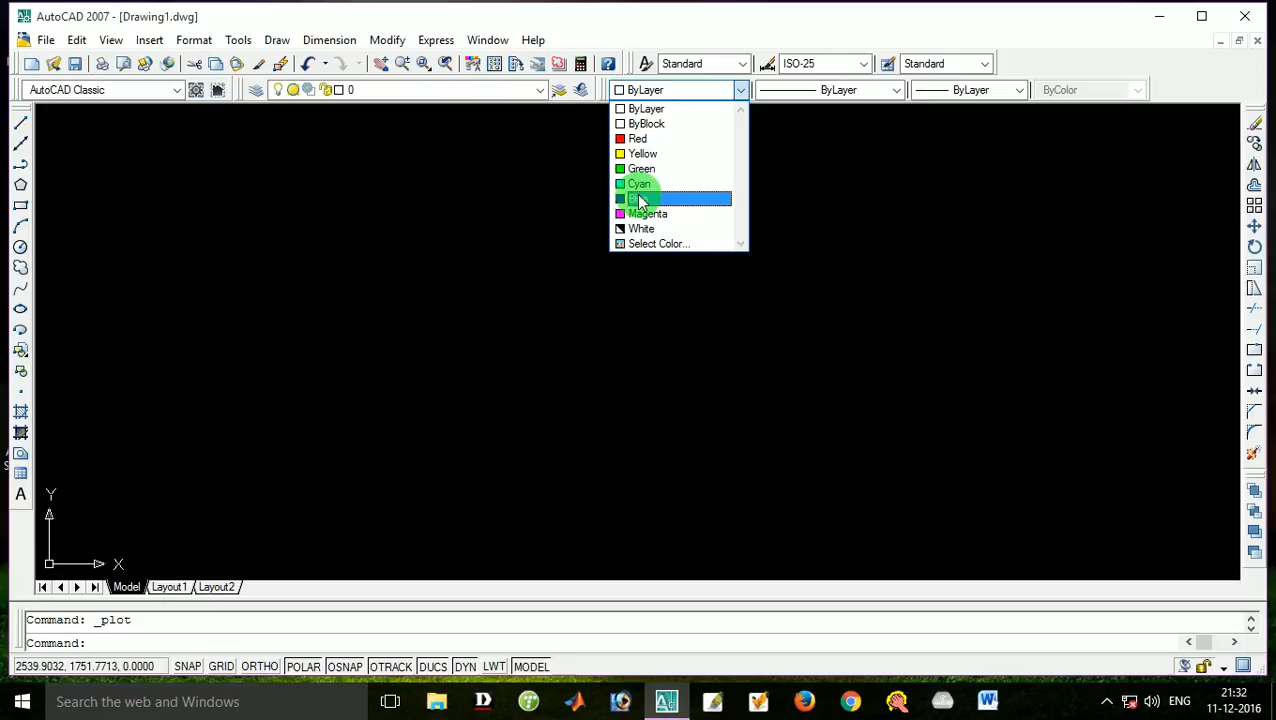 AutoCAD 2007 - [Drawing1.dwg]
File Edit View Insert Format Tools Draw Dimension Modify Express Window Help
Standard ISO-25 Standard
AutoCAD Classic 0 ByLayer ByLayer ByLayer ByColor
ByLayer
ByBlock
Red
Yellow
Green
Cyan
Magenta
White
Select Color...
A
Y
X
Model Layout1 Layout2
Command: _plot
Command:
2539.9032, 1751.7713, 0.0000 SNAP GRID ORTHO POLAR OSNAP OTRACK DUCS DYN LWT MODEL
Search the web and Windows ENG 21:32
11-12-2016